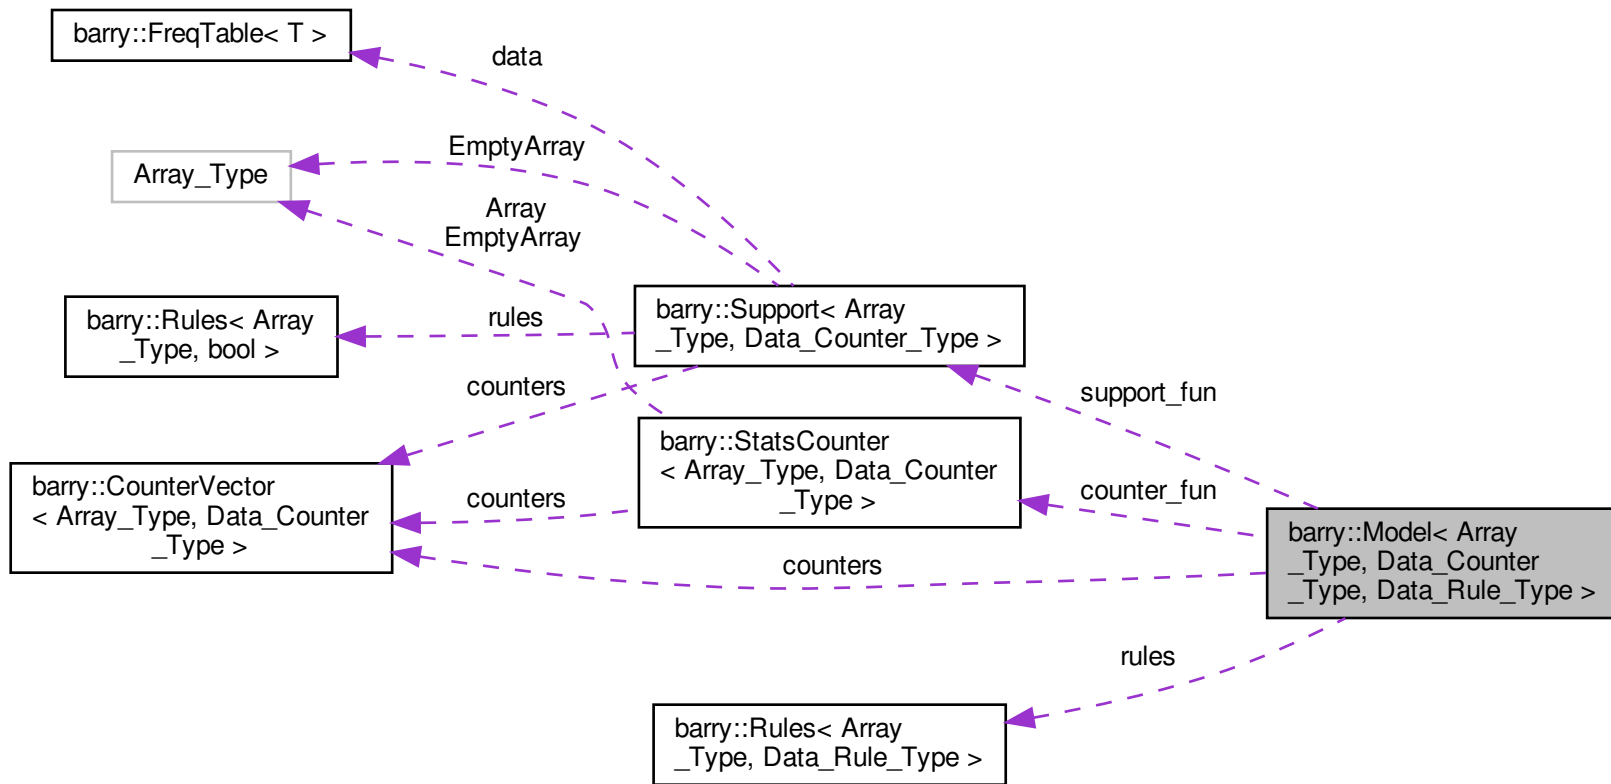 barry::FreqTable< T >
data
EmptyArray
Array_Type
Array
EmptyArray
barry::Rules< Array
_Type, bool >
rules
barry::Support< Array
_Type, Data_Counter_Type >
counters
support_fun
barry::StatsCounter
< Array_Type, Data_Counter
_Type >
barry::CounterVector
< Array_Type, Data_Counter
_Type >
counters
counter_fun
counters
barry::Model< Array
_Type, Data_Counter
_Type, Data_Rule_Type >
rules
barry::Rules< Array
_Type, Data_Rule_Type >